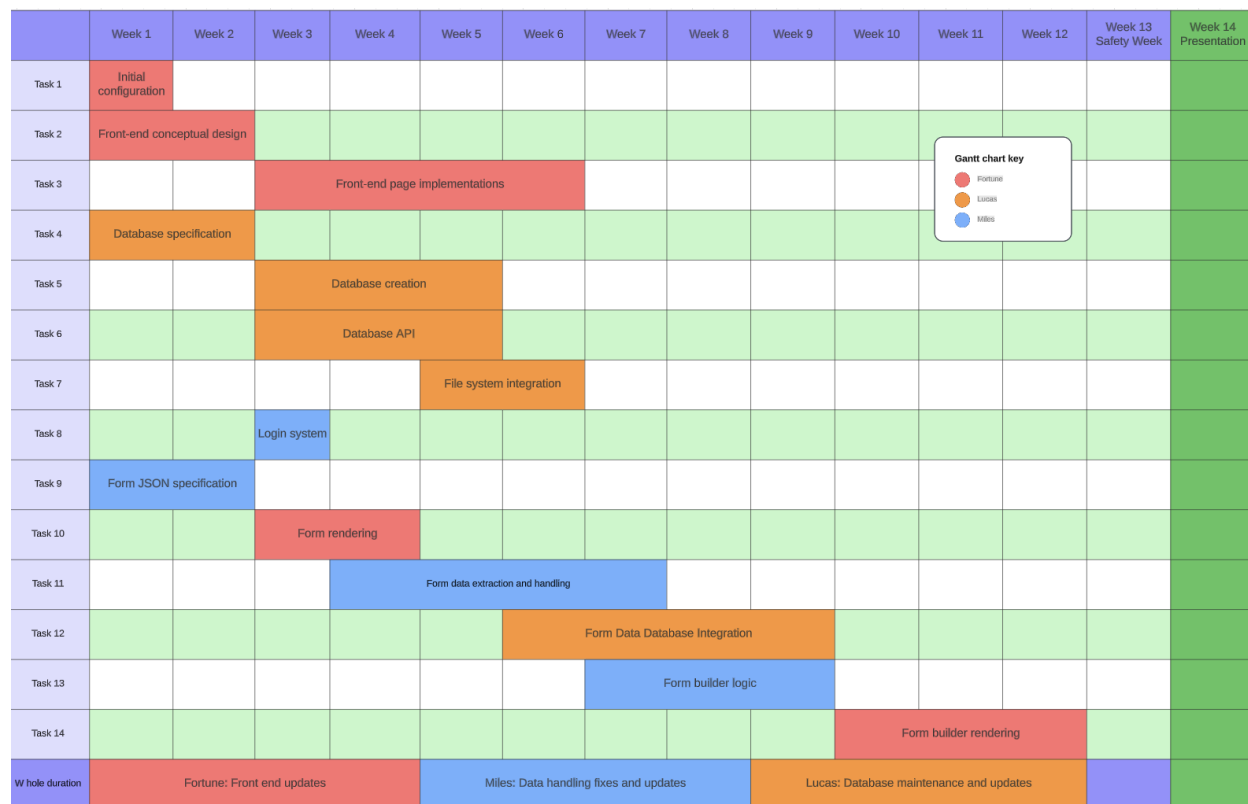 Week 1 Week 2 Week 3 Week 4 Week 5 Week 6 Week 7 Week 8 Week 9 Week 10 Week 11 Week 12 Week 13 Week 14
Safety Week Presentation
Task 1 Initial
configuration
Task 2 Front-end conceptual design
Gantt chart key
Fortune
Lucas
Miles
Task 3 Front-end page implementations
Task 4 Database specification
Task 5 Database creation
Task 6 Database API
Task 7 File system integration
Task 8 Login system
Task 9 Form JSON specification
Task 10 Form rendering
Task 11 Form data extraction and handling
Task 12 Form Data Database Integration
Task 13 Form builder logic
Task 14 Form builder rendering
W hole duration Fortune: Front end updates Miles: Data handling fixes and updates Lucas: Database maintenance and updates